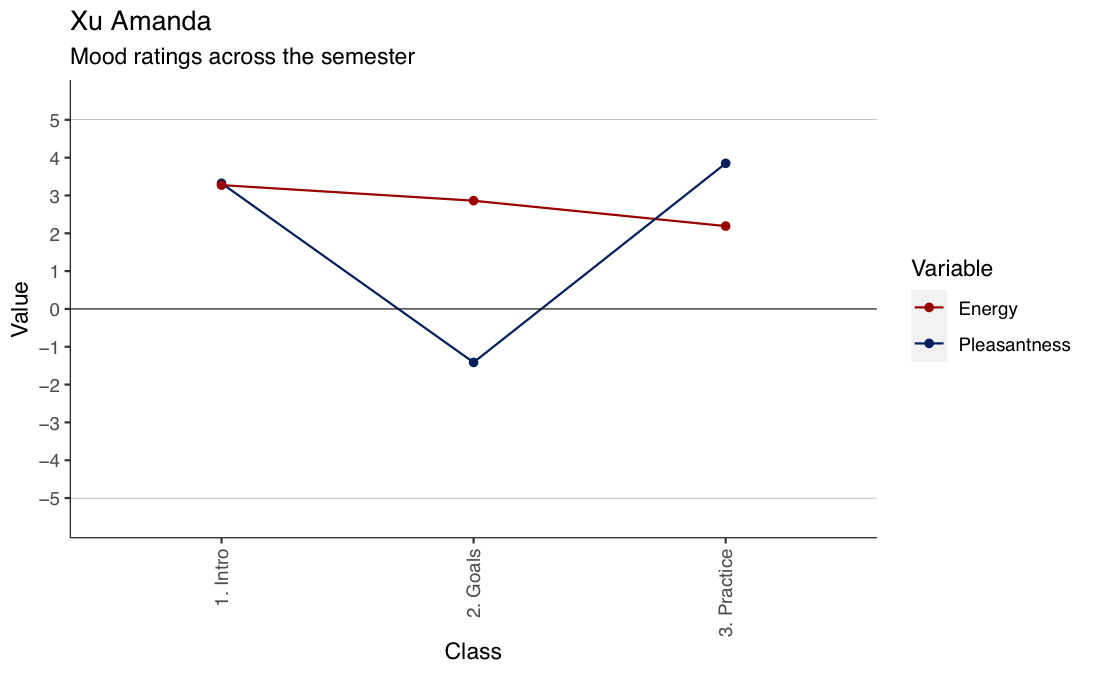 Xu Amanda
Mood ratings across the semester
5
4
3
2
1
0
−1
−2
−3
−4
−5
Value
1. Intro
2. Goals
3. Practice
Class
Variable
Energy
Pleasantness